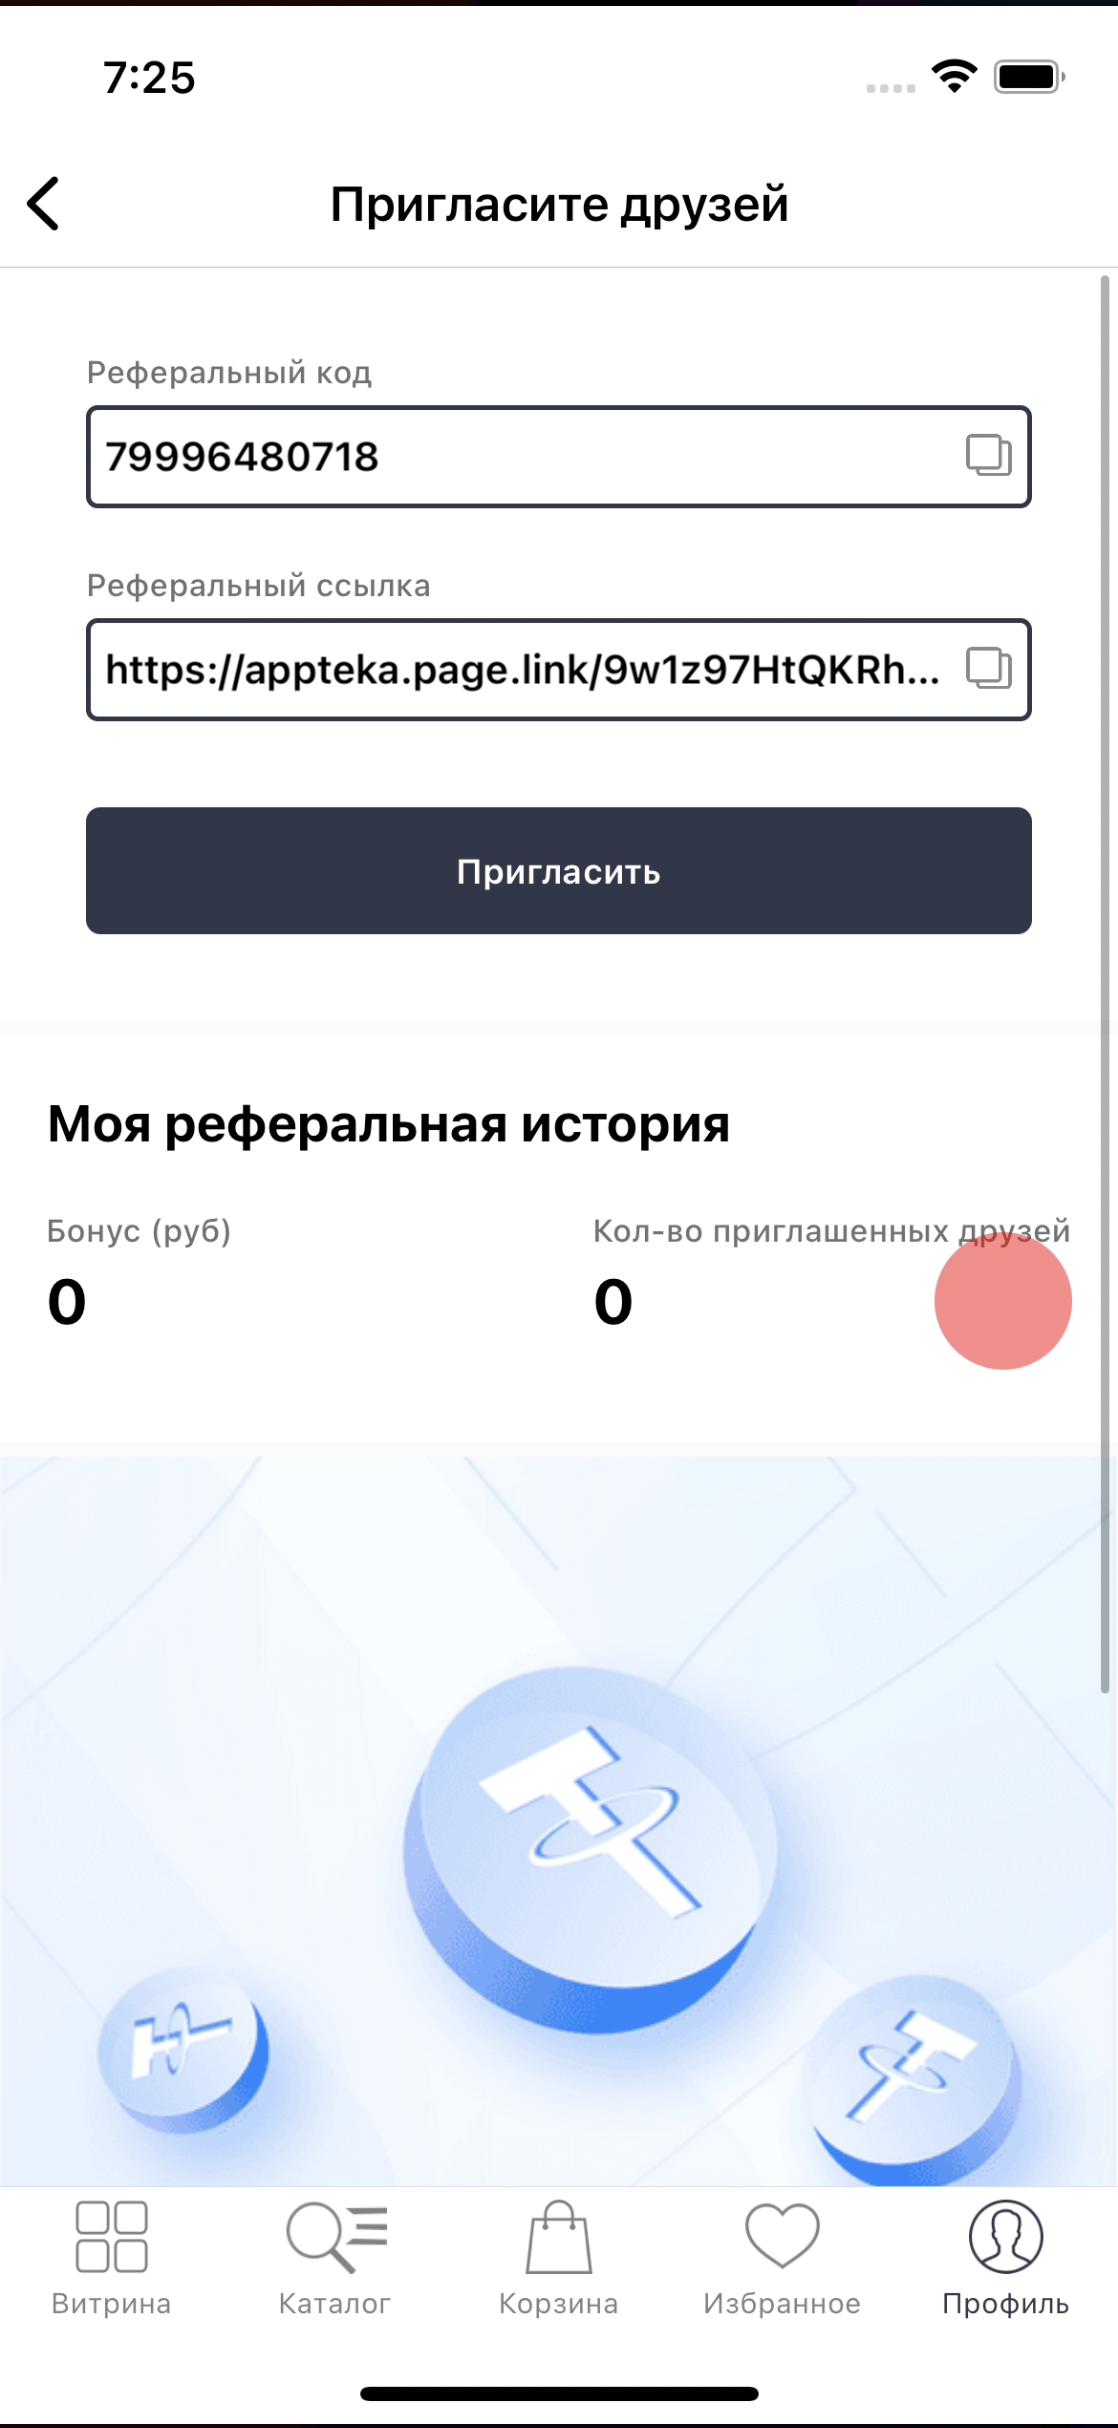 7:25
Пригласите друзей
Реферальный код
79996480718
Реферальный ссылка
https://appteka.page.link/9w1z97HtQKRh...
Пригласить
Моя реферальная история
Бонус (руб)
Кол-во приглашенных друзей
0
0
Витрина
Каталог
Корзина
Избранное
Профиль